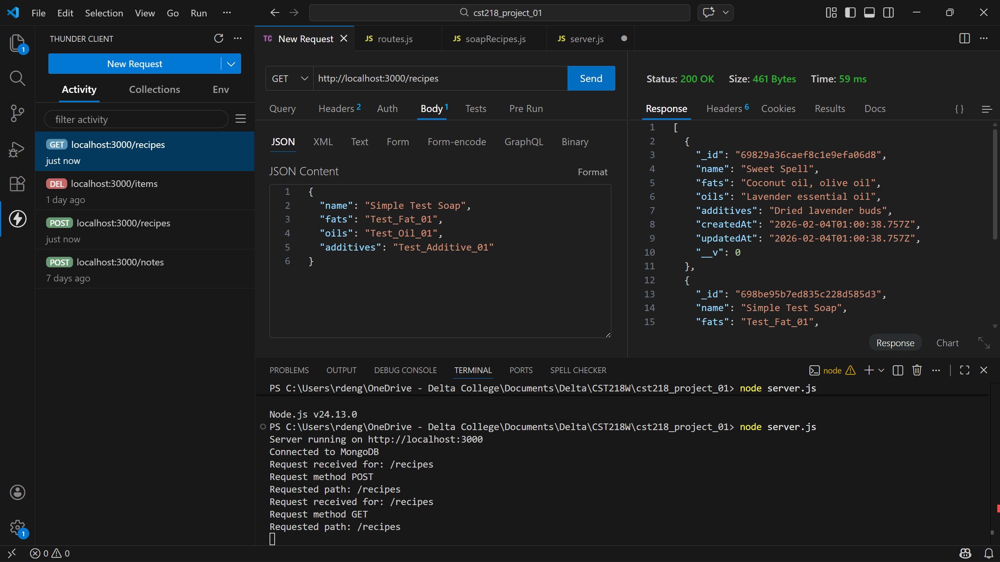 File Edit Selection View Go Run ···
cst218_project_01
THUNDER CLIENT
New Request
Activity Collections Env
filter activity
GET localhost:3000/recipes
just now
DEL localhost:3000/items
1 day ago
POST localhost:3000/recipes
just now
POST localhost:3000/notes
7 days ago
1
1
TC New Request
JS routes.js
JS soapRecipes.js
JS server.js
GET http://localhost:3000/recipes Send
Query Headers 2 Auth Body 1 Tests Pre Run
JSON XML Text Form Form-encode GraphQL Binary
JSON Content Format
1 {
2 "name": "Simple Test Soap",
3 "fats": "Test_Fat_01",
4 "oils": "Test_Oil_01",
5 "additives": "Test_Additive_01"
6 }
Status: 200 OK Size: 461 Bytes Time: 59 ms
Response Headers 6 Cookies Results Docs { }
1 [
2 {
3 "_id": "69829a36caef8c1e9efa06d8",
4 "name": "Sweet Spell",
5 "fats": "Coconut oil, olive oil",
6 "oils": "Lavender essential oil",
7 "additives": "Dried lavender buds",
8 "createdAt": "2026-02-04T01:00:38.757Z",
9 "updatedAt": "2026-02-04T01:00:38.757Z",
10 "__v": 0
11 },
12 {
13 "_id": "698be95b7ed835c228d585d3",
14 "name": "Simple Test Soap",
15 "fats": "Test_Fat_01",
Response Chart
PROBLEMS OUTPUT DEBUG CONSOLE TERMINAL PORTS SPELL CHECKER
node
PS C:\Users\rdeng\OneDrive - Delta College\Documents\Delta\CST218W\cst218_project_01> node server.js
Node.js v24.13.0
PS C:\Users\rdeng\OneDrive - Delta College\Documents\Delta\CST218W\cst218_project_01> node server.js
Server running on http://localhost:3000
Connected to MongoDB
Request received for: /recipes
Request method POST
Requested path: /recipes
Request received for: /recipes
Request method GET
Requested path: /recipes
0 0